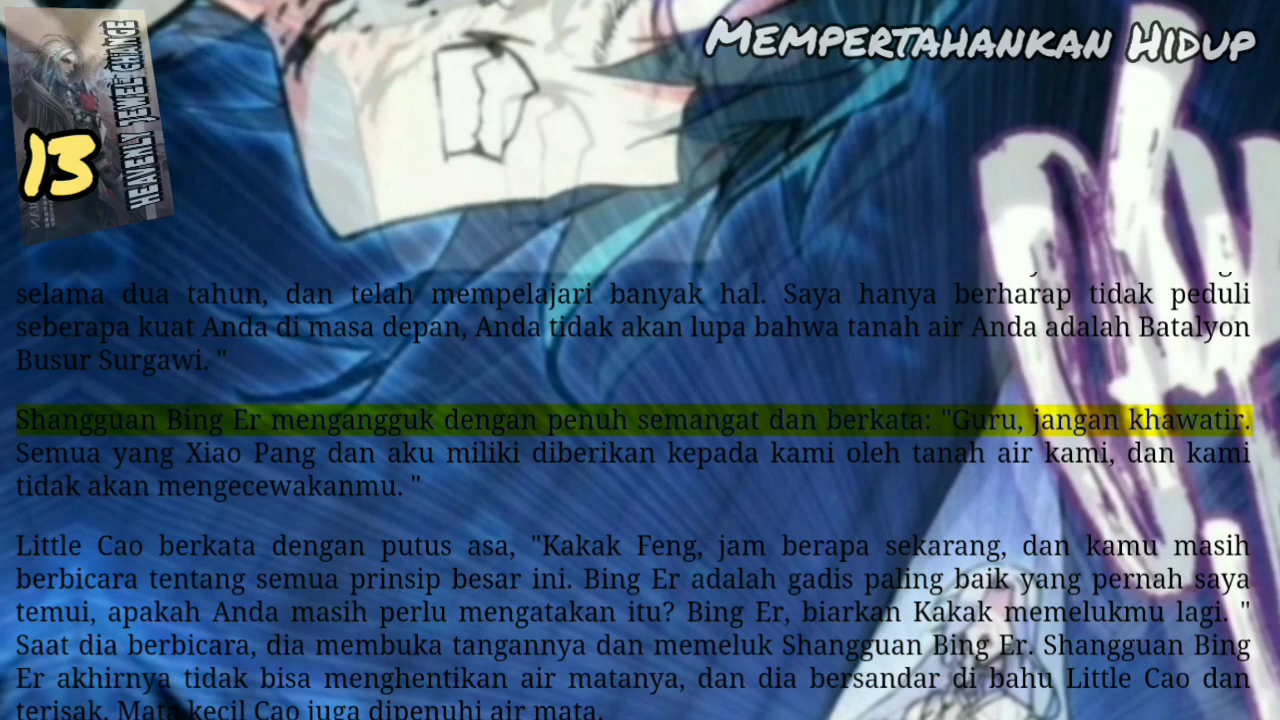 Mempertahankan Hidup
HEAVENLY JEWEL CHANGE
13
selama dua tahun, dan telah mempelajari banyak hal. Saya hanya berharap tidak peduli
seberapa kuat Anda di masa depan, Anda tidak akan lupa bahwa tanah air Anda adalah Batalyon
Busur Surgawi. "
Shangguan Bing Er mengangguk dengan penuh semangat dan berkata: "Guru, jangan khawatir.
Semua yang Xiao Pang dan aku miliki diberikan kepada kami oleh tanah air kami, dan kami
tidak akan mengecewakanmu. "
Little Cao berkata dengan putus asa, "Kakak Feng, jam berapa sekarang, dan kamu masih
berbicara tentang semua prinsip besar ini. Bing Er adalah gadis paling baik yang pernah saya
temui, apakah Anda masih perlu mengatakan itu? Bing Er, biarkan Kakak memelukmu lagi. "
Saat dia berbicara, dia membuka tangannya dan memeluk Shangguan Bing Er. Shangguan Bing
Er akhirnya tidak bisa menghentikan air matanya, dan dia bersandar di bahu Little Cao dan
terisak. Mata kecil Cao juga dipenuhi air mata.